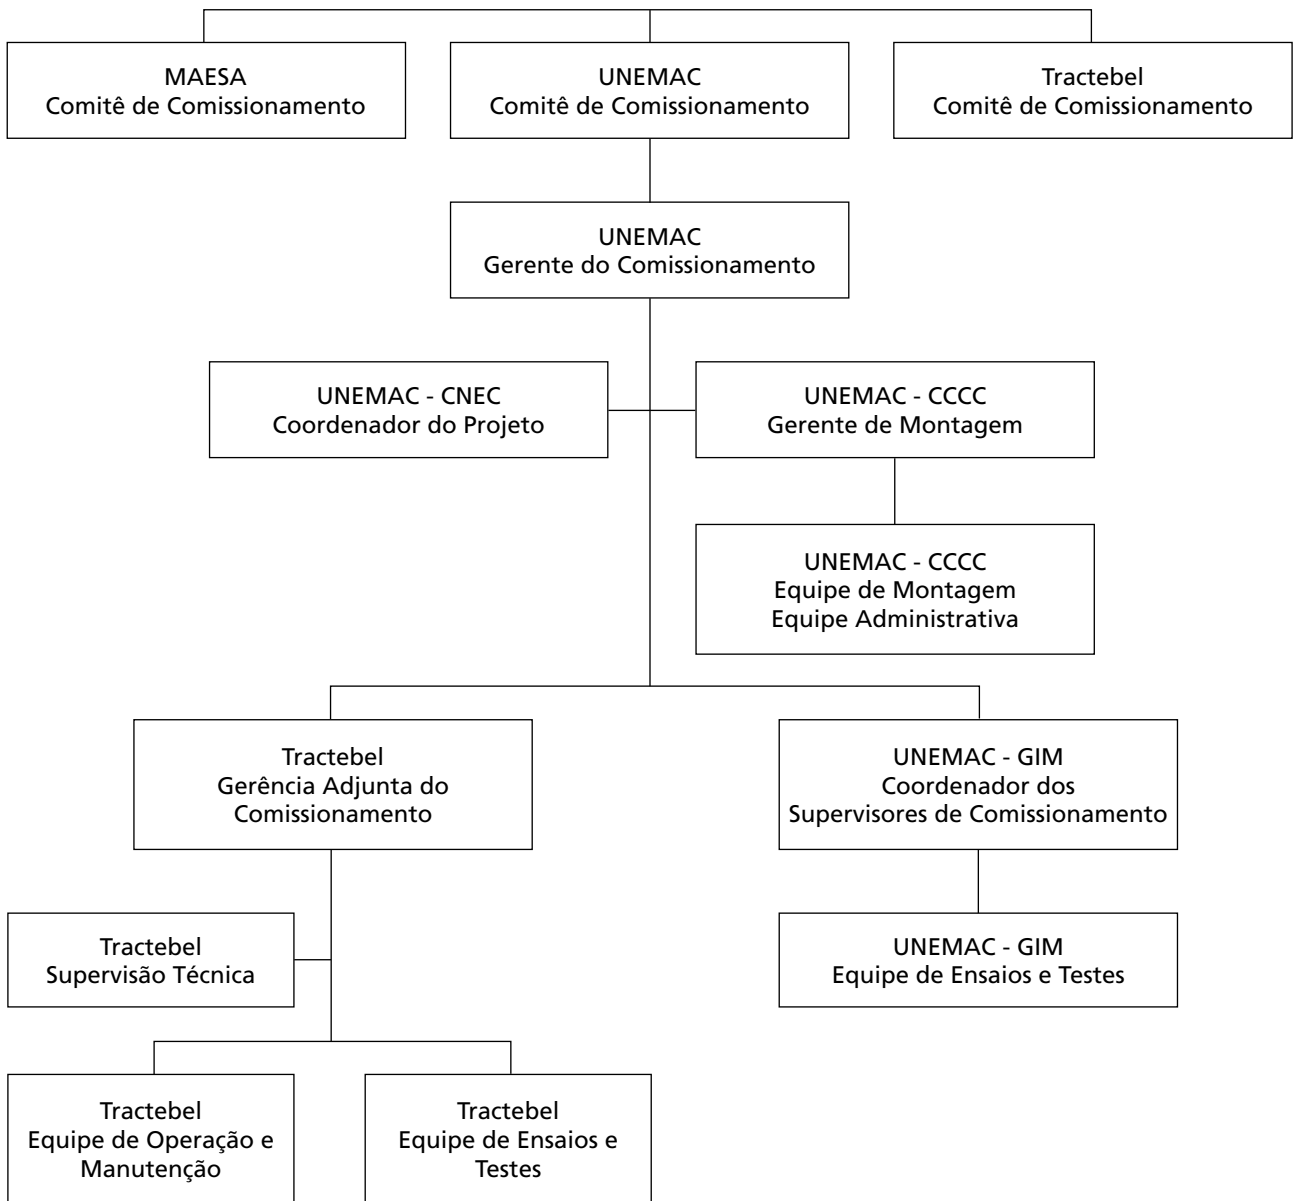 MAESA
Comitê de Comissionamento
UNEMAC
Comitê de Comissionamento
Tractebel
Comitê de Comissionamento
UNEMAC
Gerente do Comissionamento
UNEMAC - CNEC
Coordenador do Projeto
UNEMAC - CCCC
Gerente de Montagem
UNEMAC - CCCC
Equipe de Montagem
Equipe Administrativa
Tractebel
Gerência Adjunta do
Comissionamento
UNEMAC - GIM
Coordenador dos
Supervisores de Comissionamento
Tractebel
Supervisão Técnica
UNEMAC - GIM
Equipe de Ensaios e Testes
Tractebel
Equipe de Operação e
Manutenção
Tractebel
Equipe de Ensaios e
Testes